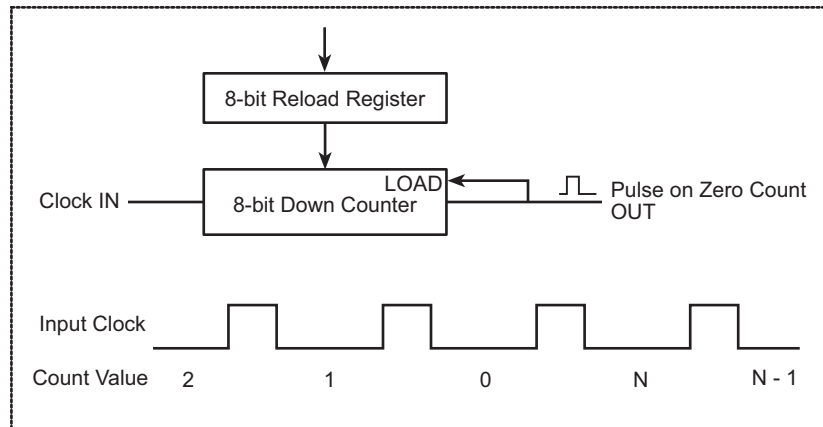 8-bit Reload Register
LOAD
Clock IN
8-bit Down Counter
Pulse on Zero Count
OUT
Input Clock
Count Value 2 1 0 N N - 1